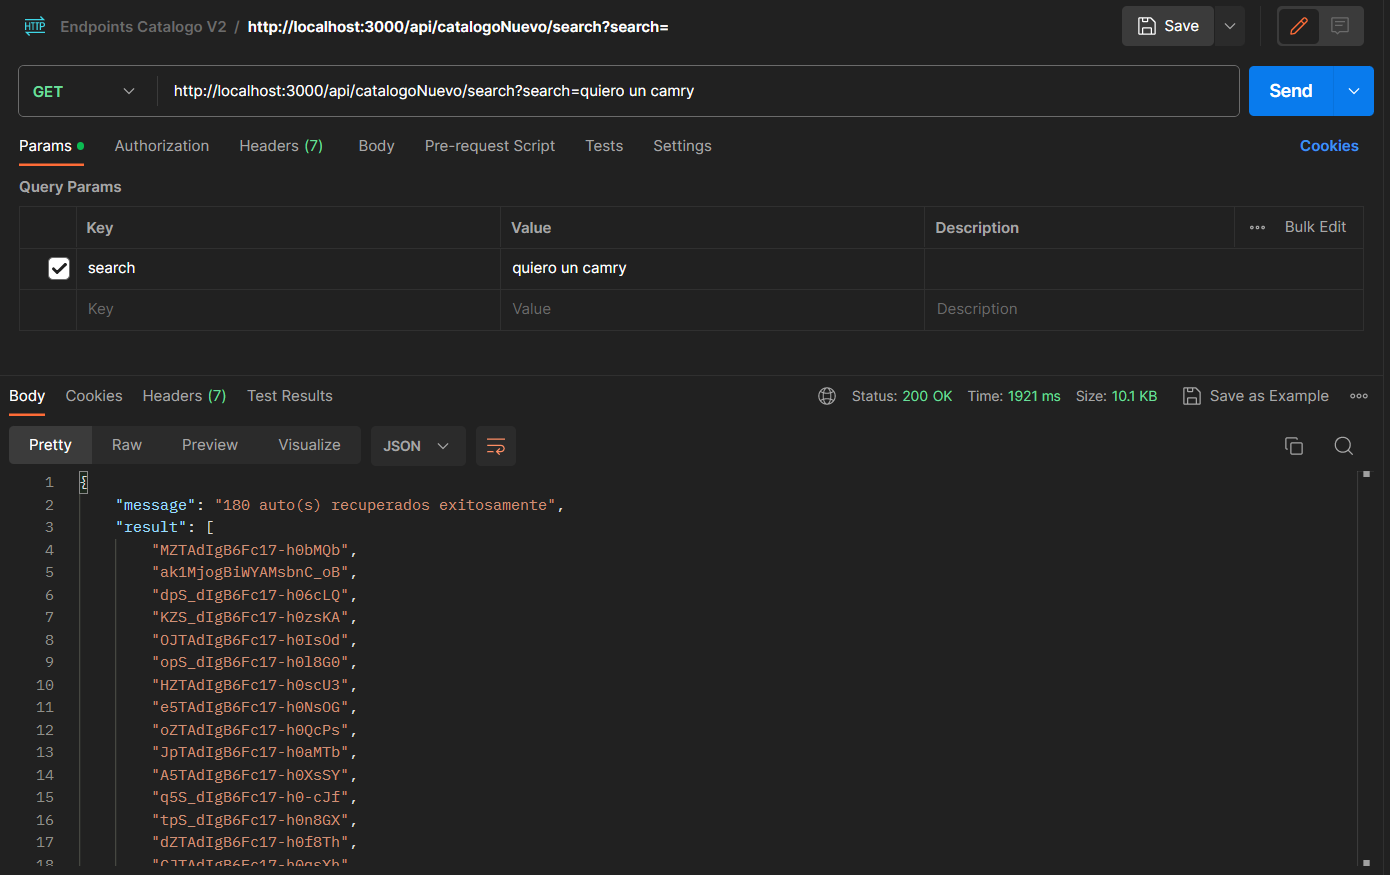 HTTP Endpoints Catalogo V2 / http://localhost:3000/api/catalogoNuevo/search?search= Save
GET http://localhost:3000/api/catalogoNuevo/search?search=quiero un camry Send
Params Authorization Headers (7) Body Pre-request Script Tests Settings Cookies
Query Params
Key Value Description Bulk Edit
search quiero un camry
Key Value Description
Body Cookies Headers (7) Test Results Status: 200 OK Time: 1921 ms Size: 10.1 KB Save as Example
Pretty Raw Preview Visualize JSON
1 {
2 "message": "180 auto(s) recuperados exitosamente",
3 "result": [
4 "MZTAdIgB6Fc17-h0bMQb",
5 "ak1MjogBiWYAMsbnC_oB",
6 "dpS_dIgB6Fc17-h06cLQ",
7 "KZS_dIgB6Fc17-h0zsKA",
8 "OJTAdIgB6Fc17-h0IsOd",
9 "opS_dIgB6Fc17-h0l8G0",
10 "HZTAdIgB6Fc17-h0scU3",
11 "e5TAdIgB6Fc17-h0NsOG",
12 "oZTAdIgB6Fc17-h0QcPs",
13 "JpTAdIgB6Fc17-h0aMTb",
14 "A5TAdIgB6Fc17-h0XsSY",
15 "q5S_dIgB6Fc17-h0-cJf",
16 "tpS_dIgB6Fc17-h0n8GX",
17 "dZTAdIgB6Fc17-h0f8Th",
18